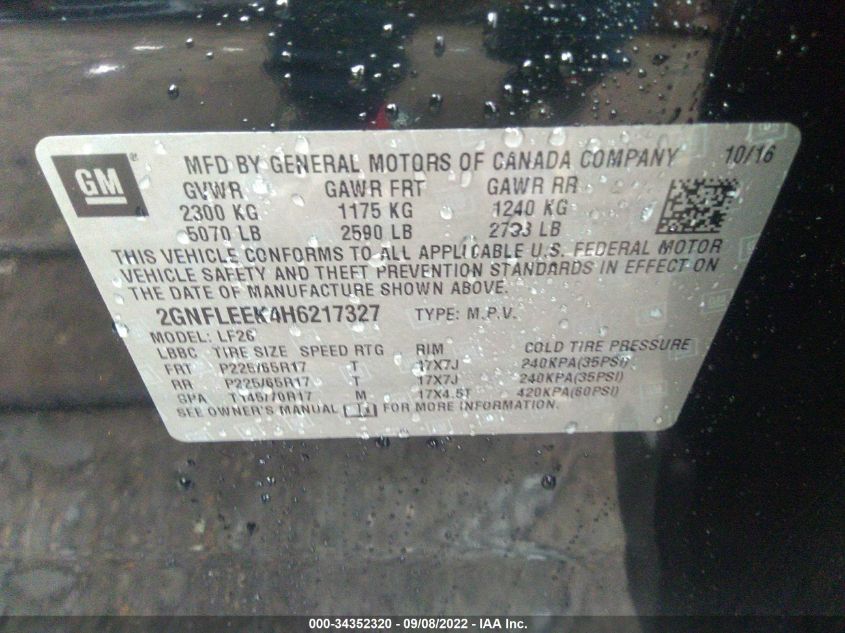 GM ® MFD BY GENERAL MOTORS OF CANADA COMPANY 10/16
GVWR GAWR FRT GAWR RR
2300 KG 1175 KG 1240 KG
5070 LB 2590 LB 2733 LB
THIS VEHICLE CONFORMS TO ALL APPLICABLE U.S. FEDERAL MOTOR
VEHICLE SAFETY AND THEFT PREVENTION STANDARDS IN EFFECT ON
THE DATE OF MANUFACTURE SHOWN ABOVE.
2GNFLEEK4H6217327 TYPE: M.P.V.
MODEL: LF26
LBBC TIRE SIZE SPEED RTG RIM COLD TIRE PRESSURE
FRT P225/65R17 T 17X7J 240KPA(35PSI)
RR P225/65R17 T 17X7J 240KPA(35PSI)
GPA T145/70R17 M 17X4.5T 420KPA(60PSI)
SEE OWNER'S MANUAL FOR MORE INFORMATION.
000-34352320 - 09/08/2022 - IAA Inc.